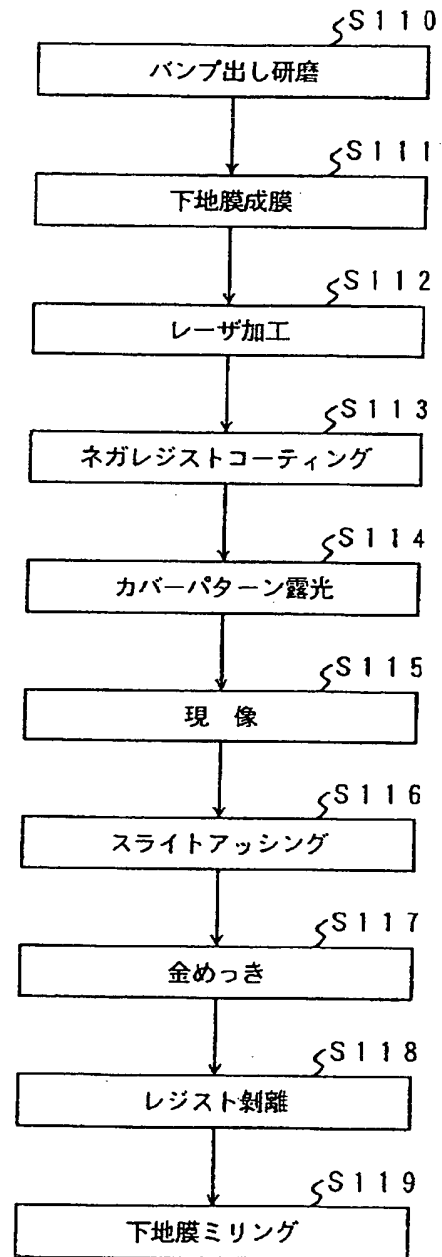 S110
バンプ出し研磨
S111
下地膜成膜
S112
レーザ加工
S113
ネガレジストコーティング
S114
カバーパターン露光
S115
現 像
S116
スライトアッシング
S117
金めっき
S118
レジスト剝離
S119
下地膜ミリング